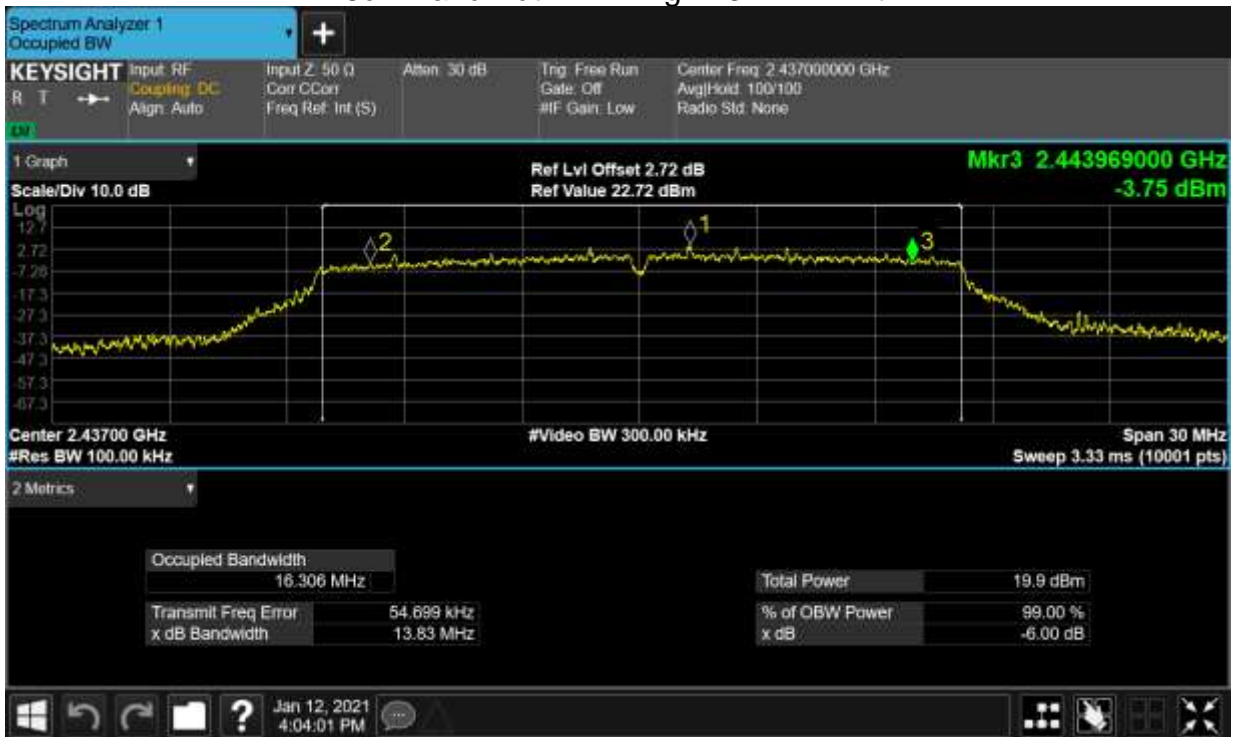 Spectrum Analyzer 1
Occupied BW
+
KEYSIGHT
R T
Input: RF
Coupling: DC
Align: Auto
Input Z: 50 Ω
Corr CCorr
Freq Ref: Int (S)
Atten: 30 dB
Trig: Free Run
Gate: Off
#IF Gain: Low
Center Freq: 2.437000000 GHz
Avg|Hold: 100/100
Radio Std: None
1 Graph
Scale/Div 10.0 dB
Ref Lvl Offset 2.72 dB
Ref Value 22.72 dBm
Mkr3 2.443969000 GHz
-3.75 dBm
Log
12.7
2.72
-7.28
-17.3
-27.3
-37.3
-47.3
-57.3
-67.3
2
1
3
Center 2.43700 GHz
#Res BW 100.00 kHz
#Video BW 300.00 kHz
Span 30 MHz
Sweep 3.33 ms (10001 pts)
2 Metrics
Occupied Bandwidth
16.306 MHz
Transmit Freq Error 54.699 kHz
x dB Bandwidth 13.83 MHz
Total Power 19.9 dBm
% of OBW Power 99.00 %
x dB -6.00 dB
?
Jan 12, 2021
4:04:01 PM